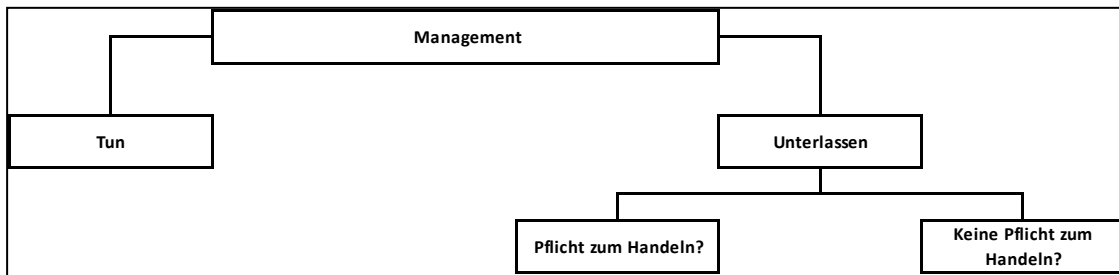 Management
Tun
Unterlassen
Pflicht zum Handeln?
Keine Pflicht zum
Handeln?